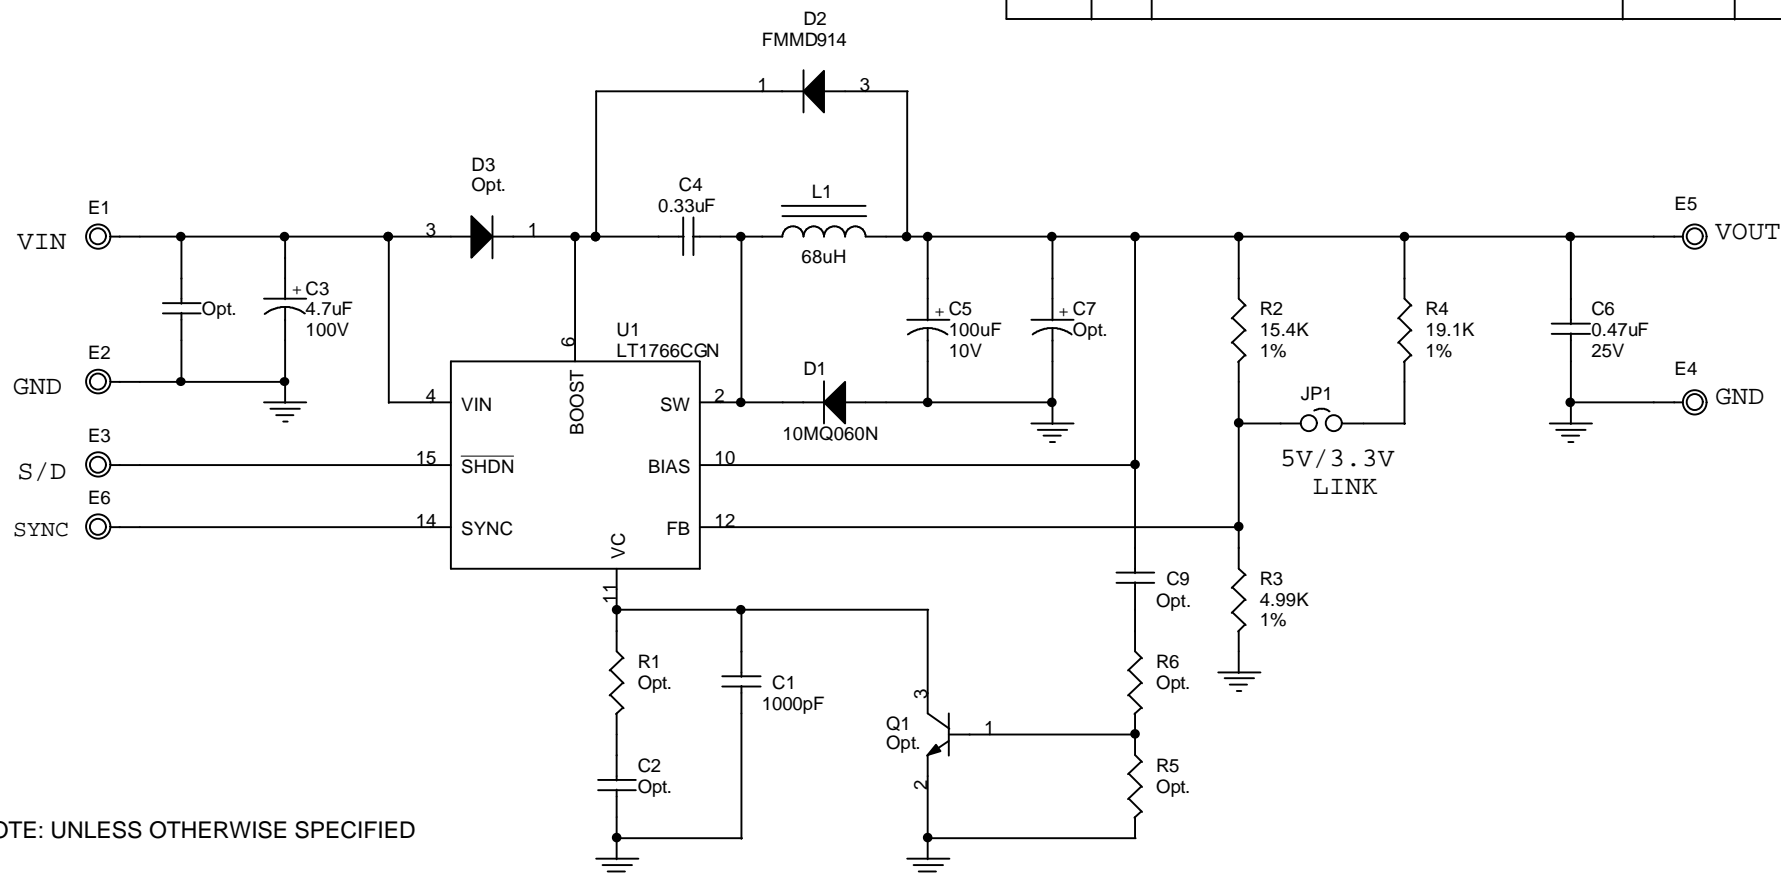 D2
FMMD914
1
3
D3
Opt.
C4
0.33uF
L1
68uH
E1
VIN
3
1
E5
VOUT
Opt.
+
C3
4.7uF
100V
+
C5
100uF
10V
+
C7
Opt.
R2
15.4K
1%
R4
19.1K
1%
C6
0.47uF
25V
E2
GND
6
U1
LT1766CGN
D1
10MQ060N
JP1
5V/3.3V
LINK
E4
GND
4
VIN
BOOST
SW
2
E3
S/D
15
SHDN
BIAS
10
E6
SYNC
14
SYNC
FB
12
VC
11
C9
Opt.
R3
4.99K
1%
R1
Opt.
C1
1000pF
R6
Opt.
3
Q1
Opt.
1
2
C2
Opt.
R5
Opt.
OTE: UNLESS OTHERWISE SPECIFIED